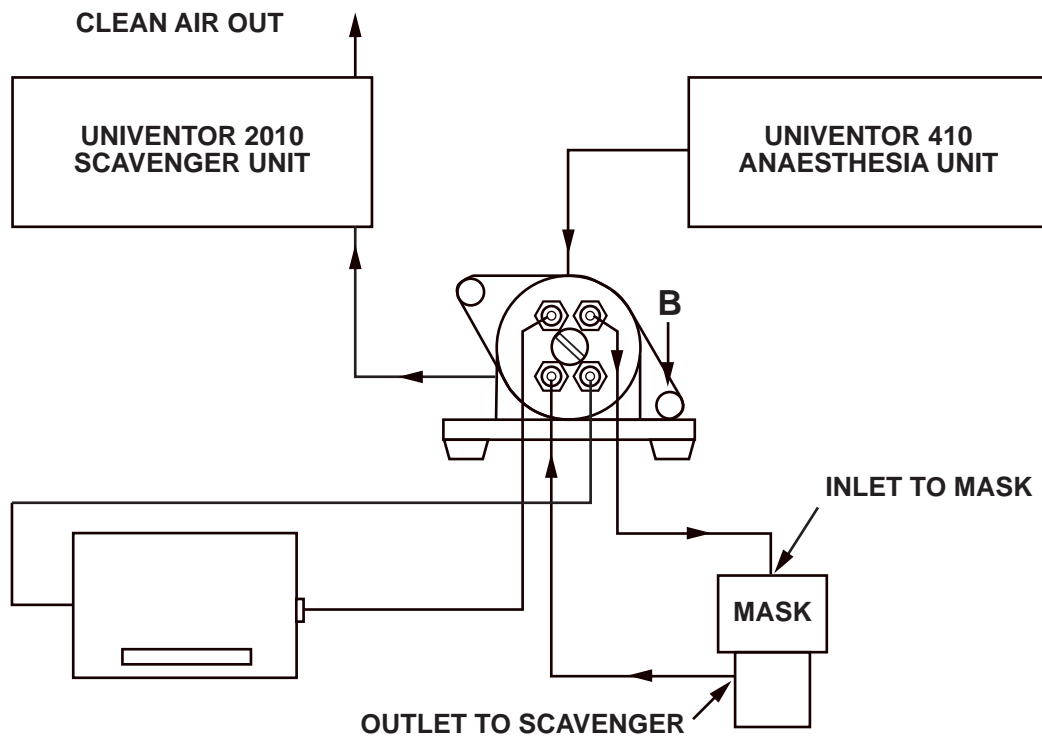 CLEAN AIR OUT
UNIVENTOR 2010
SCAVENGER UNIT
UNIVENTOR 410
ANAESTHESIA UNIT
B
INLET TO MASK
MASK
OUTLET TO SCAVENGER